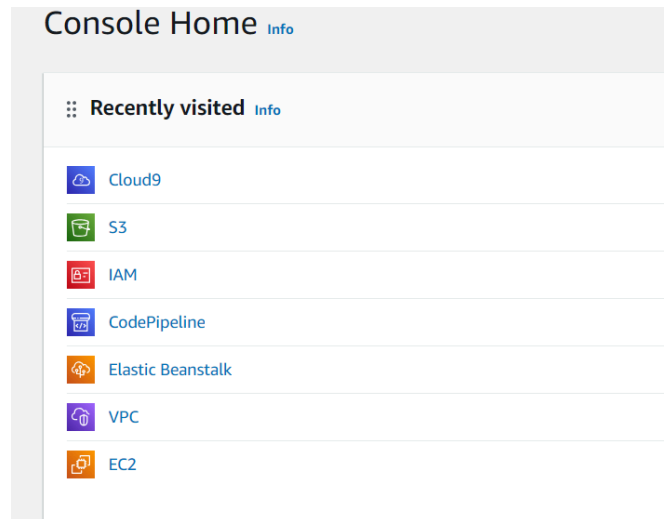 Console Home Info
Recently visited Info
Cloud9
S3
IAM
CodePipeline
Elastic Beanstalk
VPC
EC2